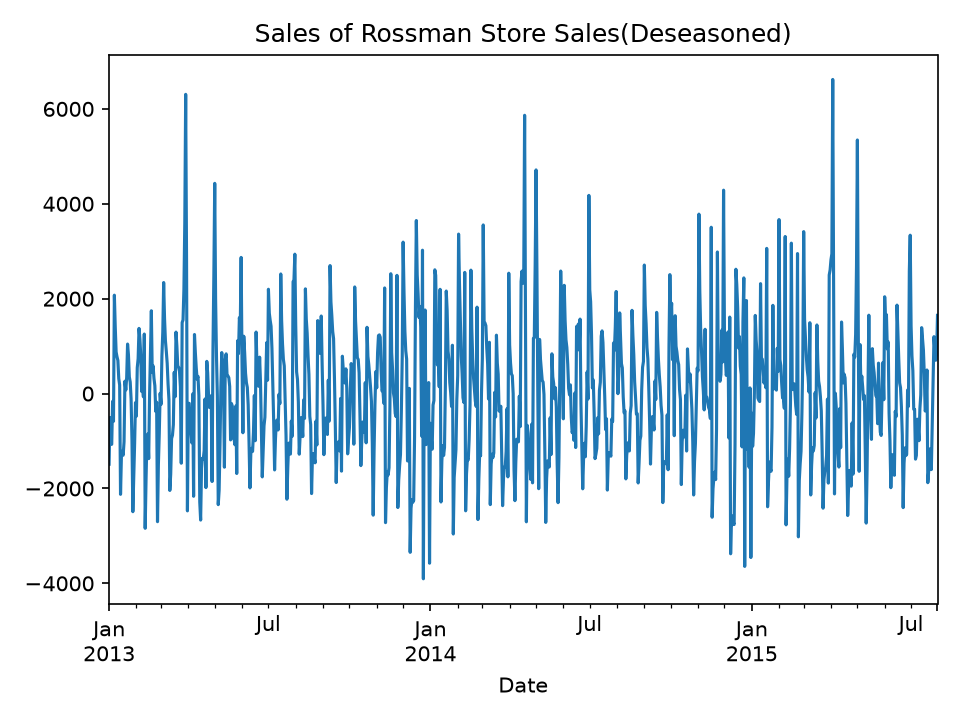 Sales of Rossman Store Sales(Deseasoned)
6000
4000
2000
0
−2000
−4000
Jan
2013
Jul
Jan
2014
Jul
Jan
2015
Jul
Date